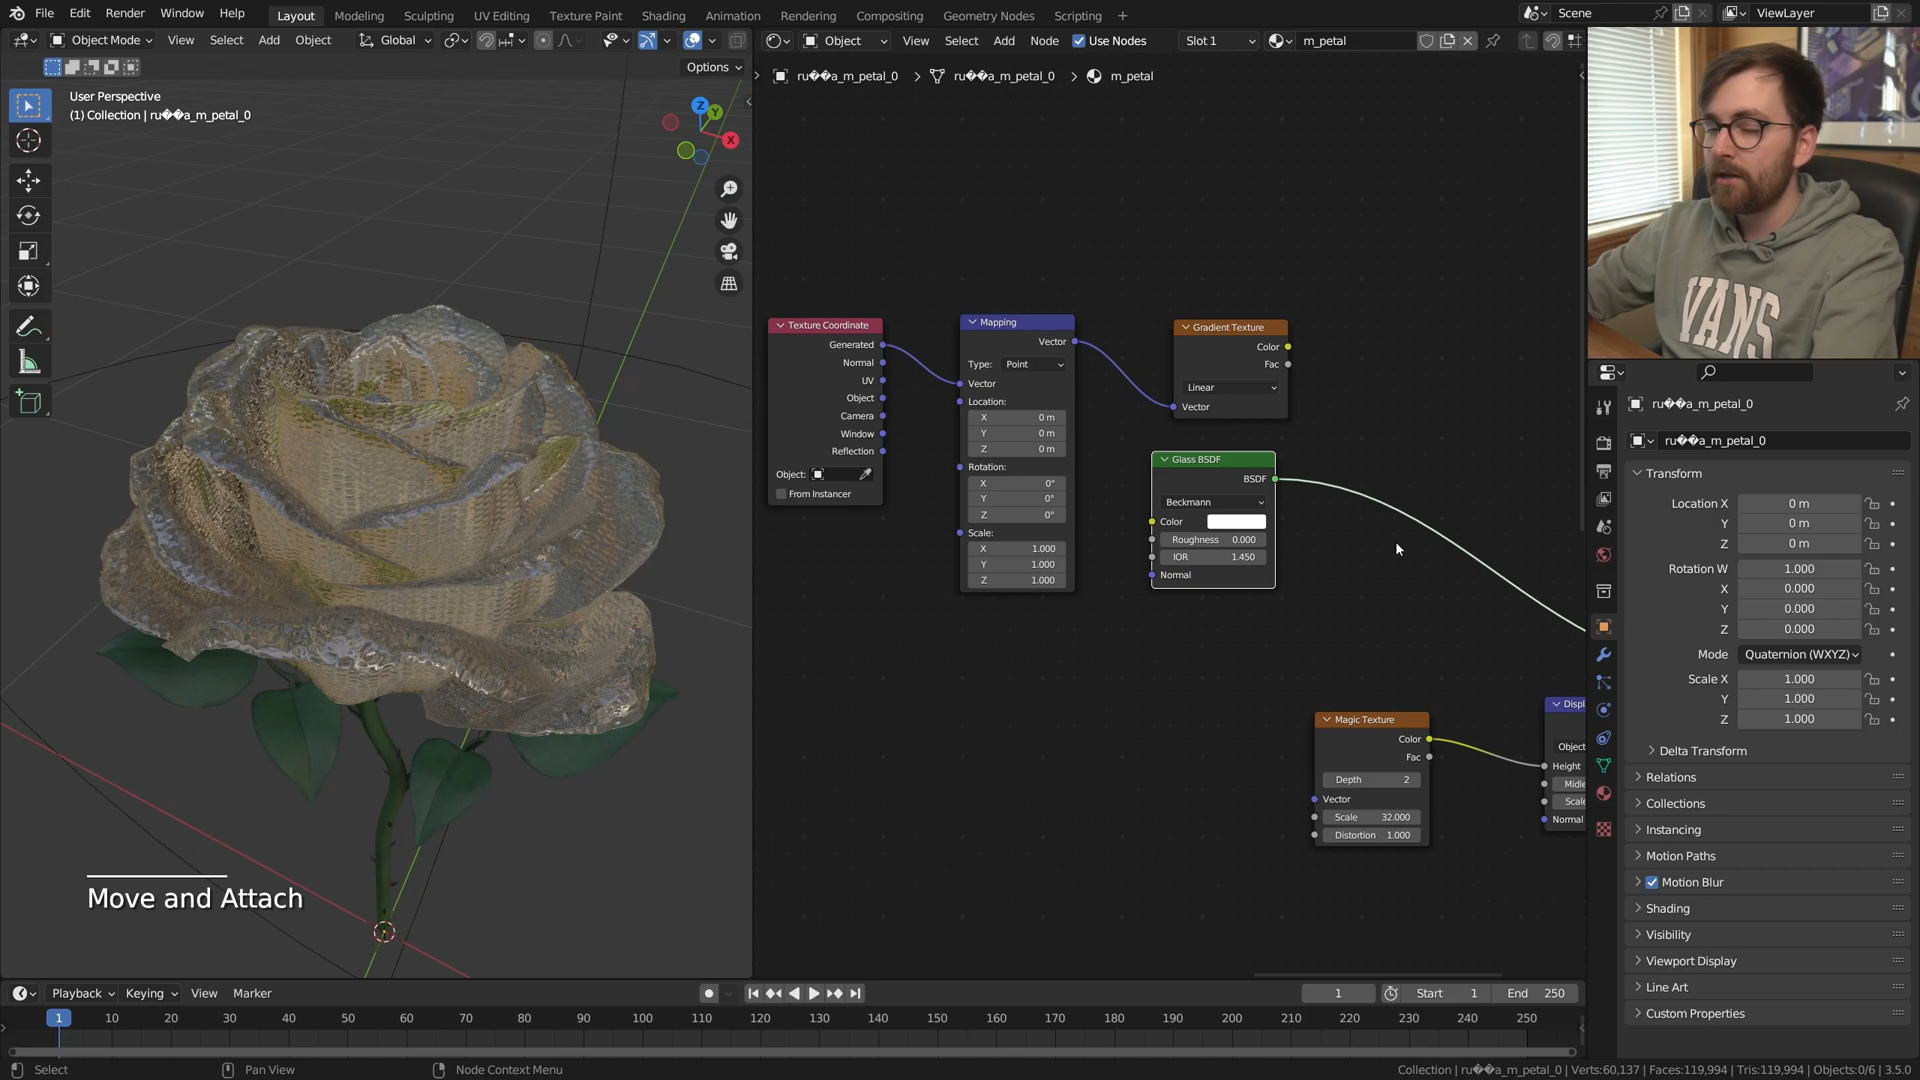 File Edit Render Window Help Layout Modeling Sculpting UV Editing Texture Paint Shading Animation Rendering Compositing Geometry Nodes Scripting + Scene ViewLayer
Object Mode View Select Add Object Global
Options
User Perspective
(1) Collection | ru��a_m_petal_0
Z
Y
X
Object View Select Add Node Use Nodes Slot 1 m_petal
ru��a_m_petal_0 > ru��a_m_petal_0 > m_petal
Texture Coordinate
Generated
Normal
UV
Object
Camera
Window
Reflection
Object:
From Instancer
Mapping
Vector
Type: Point
Vector
Location:
X 0 m
Y 0 m
Z 0 m
Rotation:
X 0°
Y 0°
Z 0°
Scale:
X 1.000
Y 1.000
Z 1.000
Gradient Texture
Color
Fac
Linear
Vector
Glass BSDF
BSDF
Beckmann
Color
Roughness 0.000
IOR 1.450
Normal
Magic Texture
Color
Fac
Depth 2
Vector
Scale 32.000
Distortion 1.000
Displ
Object
Height
Midle
Scale
Normal
VANS
ru��a_m_petal_0
ru��a_m_petal_0
Transform
Location X 0 m
Y 0 m
Z 0 m
Rotation W 1.000
X 0.000
Y 0.000
Z 0.000
Mode Quaternion (WXYZ)
Scale X 1.000
Y 1.000
Z 1.000
Delta Transform
Relations
Collections
Instancing
Motion Paths
Motion Blur
Shading
Visibility
Viewport Display
Line Art
Custom Properties
Move and Attach
Playback Keying View Marker 1 Start 1 End 250
1 10 20 30 40 50 60 70 80 90 100 110 120 130 140 150 160 170 180 190 200 210 220 230 240 250
Select Pan View Node Context Menu Collection | ru��a_m_petal_0 | Verts:60,137 | Faces:119,994 | Tris:119,994 | Objects:0/6 | 3.5.0